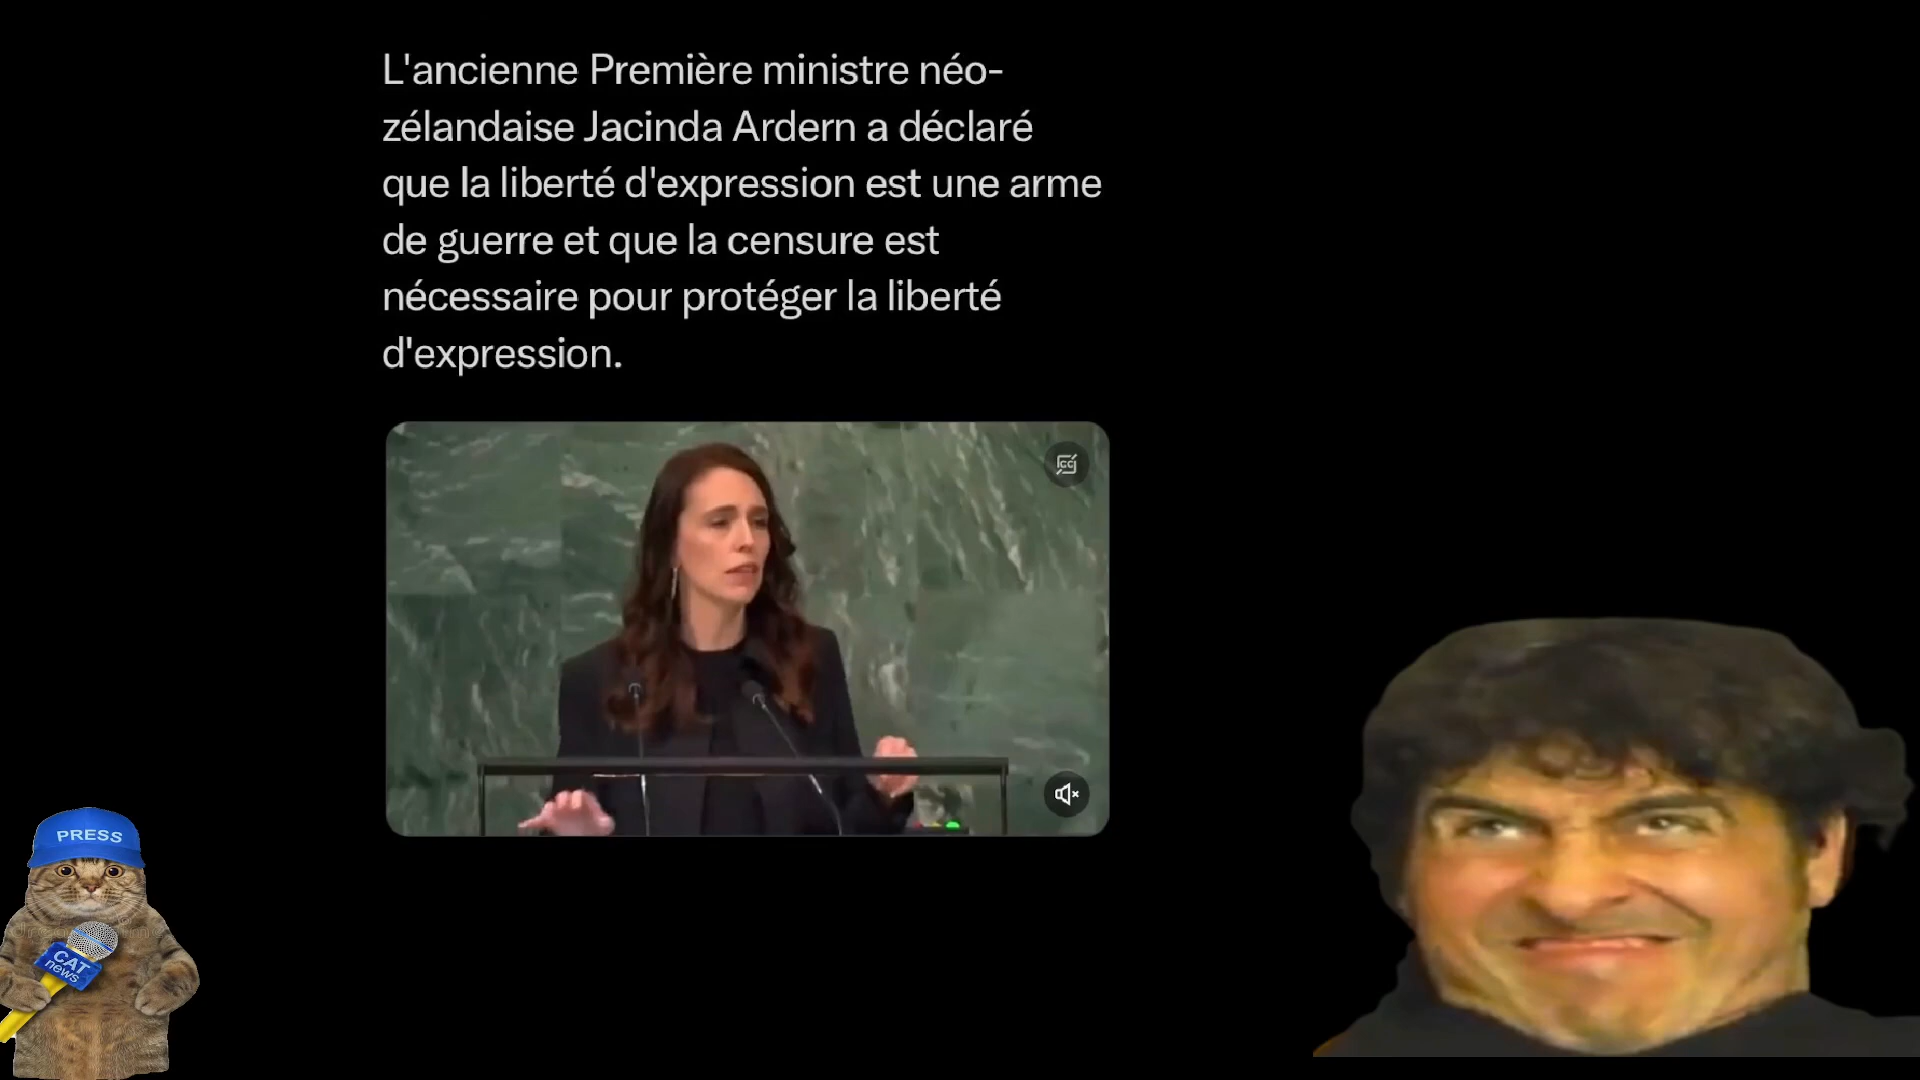 L'ancienne Première ministre néo-
zélandaise Jacinda Ardern a déclaré
que la liberté d'expression est une arme
de guerre et que la censure est
nécessaire pour protéger la liberté
d'expression.
CC
PRESS
CAT
news